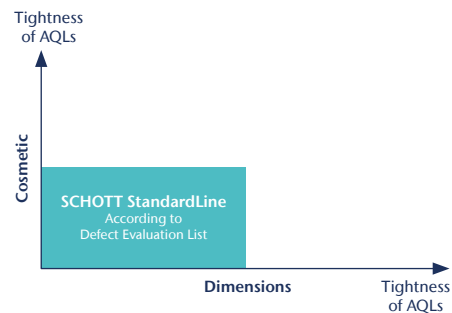 Tightness
of AQLs
Cosmetic
SCHOTT StandardLine
According to
Defect Evaluation List
Dimensions
Tightness
of AQLs